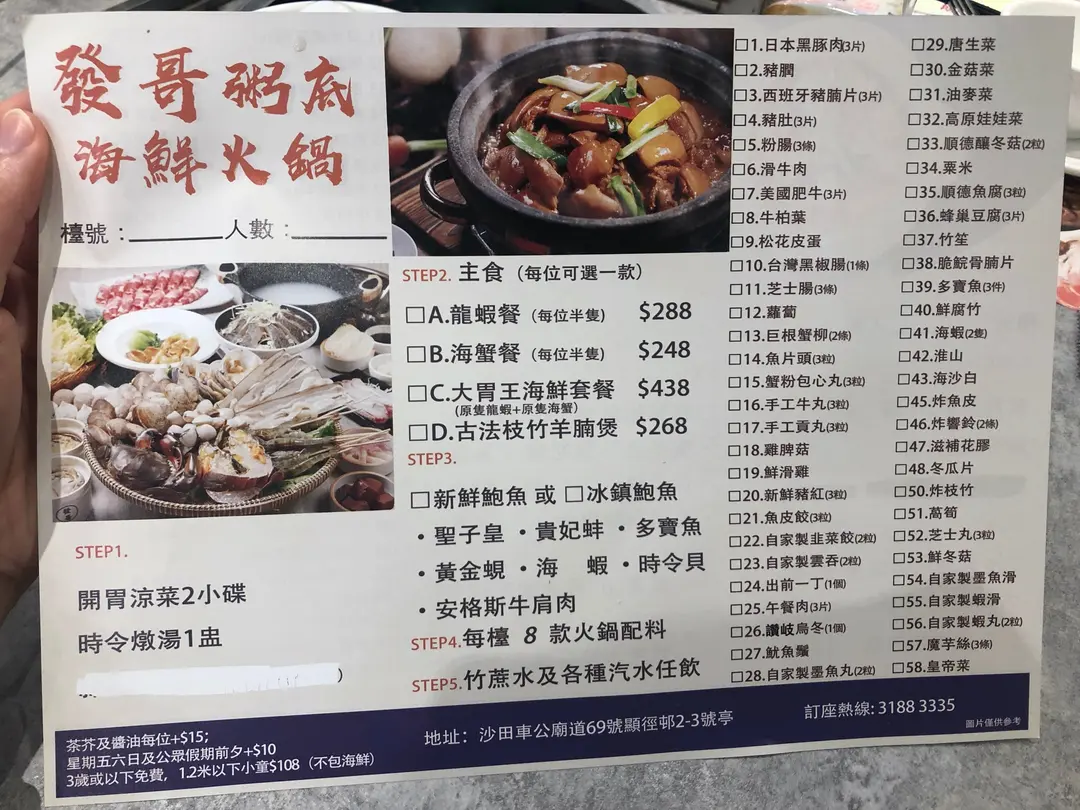 發哥粥底
海鮮火鍋
檯號：
人數：
STEP1.
開胃涼菜2小碟
時令燉湯1盅
)
STEP2. 主食（每位可選一款）
□A.龍蝦餐（每位半隻） $288
□B.海蟹餐（每位半隻） $248
□C.大胃王海鮮套餐 $438
(原隻龍蝦+原隻海蟹)
□D.古法枝竹羊腩煲 $268
STEP3.
□新鮮鮑魚 或 □冰鎮鮑魚
・聖子皇 ・貴妃蚌 ・多寶魚
・黃金蜆 ・海 蝦 ・時令貝
・安格斯牛肩肉
STEP4.每檯 8 款火鍋配料
STEP5.竹蔗水及各種汽水任飲
□1.日本黑豚肉(3片)
□2.豬膶
□3.西班牙豬腩片(3片)
□4.豬肚(3片)
□5.粉腸(3條)
□6.滑牛肉
□7.美國肥牛(3片)
□8.牛柏葉
□9.松花皮蛋
□10.台灣黑椒腸(1條)
□11.芝士腸(3條)
□12.蘿蔔
□13.巨根蟹柳(2條)
□14.魚片頭(3粒)
□15.蟹粉包心丸(3粒)
□16.手工牛丸(3粒)
□17.手工貢丸(3粒)
□18.雞脾菇
□19.鮮滑雞
□20.新鮮豬紅(3粒)
□21.魚皮餃(3粒)
□22.自家製韭菜餃(2粒)
□23.自家製雲吞(2粒)
□24.出前一丁(1個)
□25.午餐肉(3片)
□26.讚岐烏冬(1個)
□27.魷魚鬚
□28.自家製墨魚丸(2粒)
□29.唐生菜
□30.金菇菜
□31.油麥菜
□32.高原娃娃菜
□33.順德釀冬菇(2粒)
□34.粟米
□35.順德魚腐(3粒)
□36.蜂巢豆腐(3片)
□37.竹笙
□38.脆鯇骨腩片
□39.多寶魚(3件)
□40.鮮腐竹
□41.海蝦(2隻)
□42.淮山
□43.海沙白
□45.炸魚皮
□46.炸響鈴(2條)
□47.滋補花膠
□48.冬瓜片
□50.炸枝竹
□51.萵筍
□52.芝士丸(3粒)
□53.鮮冬菇
□54.自家製墨魚滑
□55.自家製蝦滑
□56.自家製蝦丸(2粒)
□57.魔芋絲(3條)
□58.皇帝菜
茶芥及醬油每位+$15;
星期五六日及公眾假期前夕+$10
3歲或以下免費，1.2米以下小童$108（不包海鮮）
地址：沙田車公廟道69號顯徑邨2-3號亭
訂座熱線: 3188 3335
圖片僅供參考